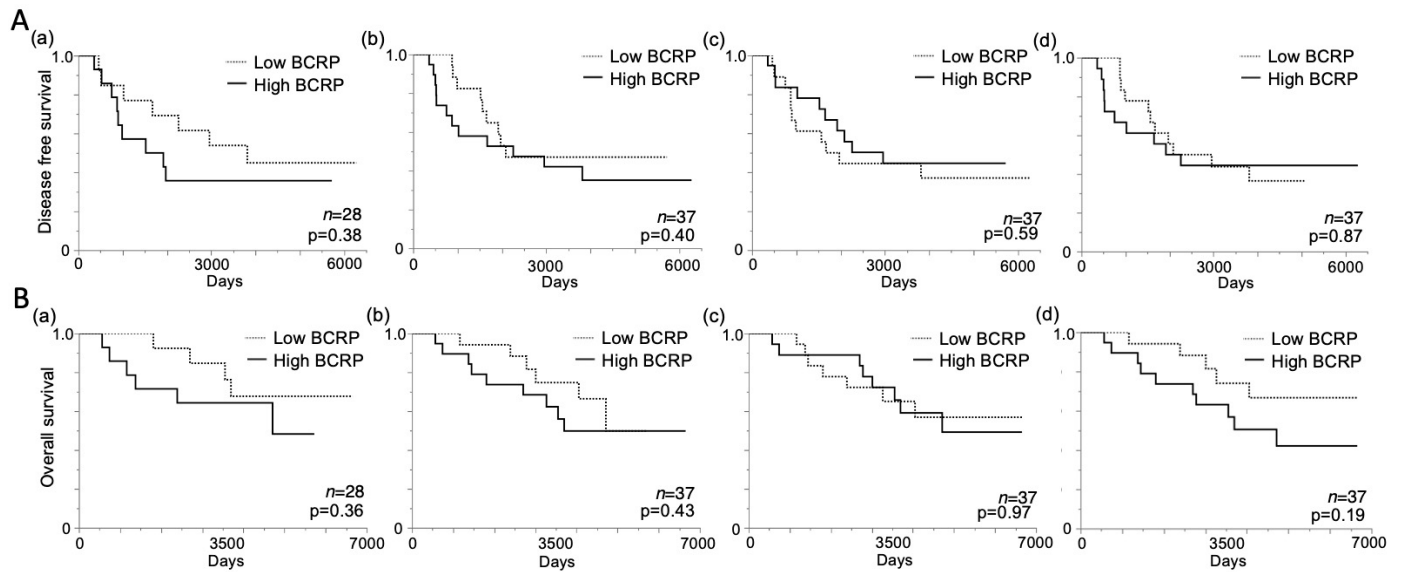 A
(a)
1.0
Disease free survival
0
Low BCRP
High BCRP
n=28
p=0.38
0 3000 6000
Days
(b)
1.0
0
Low BCRP
High BCRP
n=37
p=0.40
0 3000 6000
Days
(c)
1.0
0
Low BCRP
High BCRP
n=37
p=0.59
0 3000 6000
Days
(d)
1.0
0
Low BCRP
High BCRP
n=37
p=0.87
0 3000 6000
Days
B
(a)
1.0
Overall survival
0
Low BCRP
High BCRP
n=28
p=0.36
0 3500 7000
Days
(b)
1.0
0
Low BCRP
High BCRP
n=37
p=0.43
0 3500 7000
Days
(c)
1.0
0
Low BCRP
High BCRP
n=37
p=0.97
0 3500 7000
Days
(d)
1.0
0
Low BCRP
High BCRP
n=37
p=0.19
0 3500 7000
Days